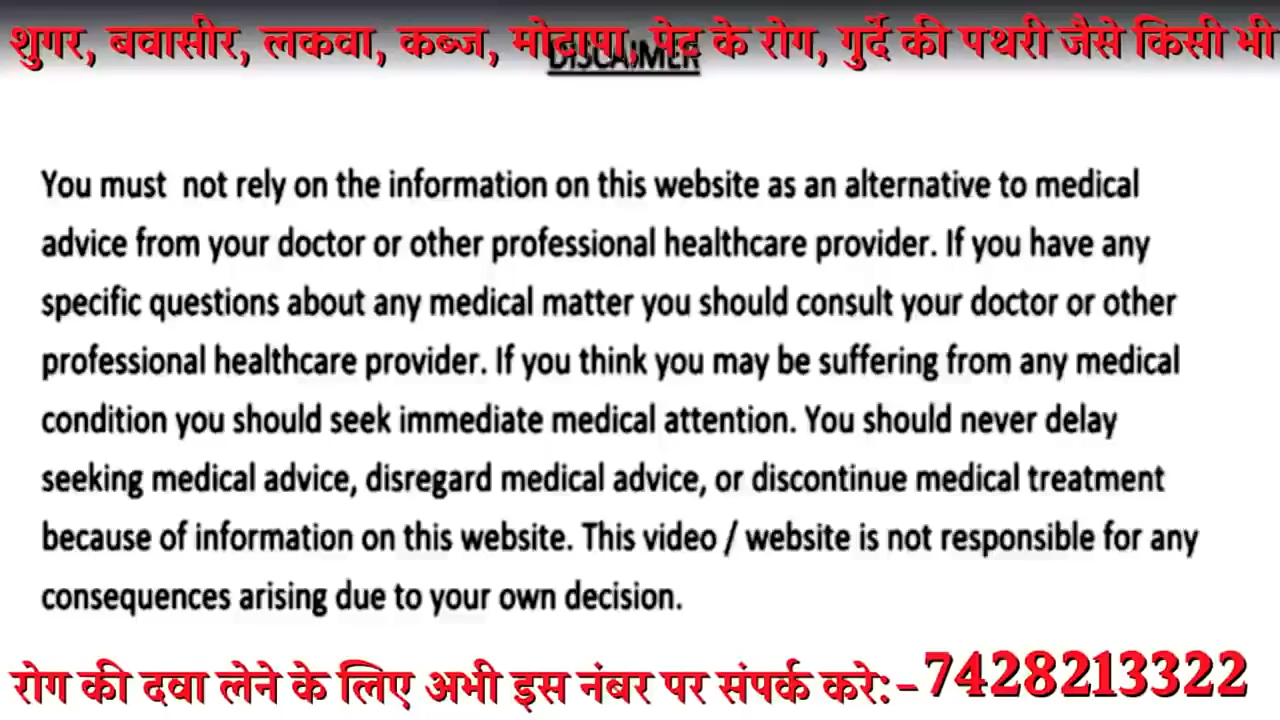 शुगर, बवासीर, लकवा, कब्ज, मोटापा, पेट के रोग, गुर्दे की पथरी जैसे किसी भी
DISCAIMER
You must not rely on the information on this website as an alternative to medical
advice from your doctor or other professional healthcare provider. If you have any
specific questions about any medical matter you should consult your doctor or other
professional healthcare provider. If you think you may be suffering from any medical
condition you should seek immediate medical attention. You should never delay
seeking medical advice, disregard medical advice, or discontinue medical treatment
because of information on this website. This video / website is not responsible for any
consequences arising due to your own decision.
रोग की दवा लेने के लिए अभी इस नंबर पर संपर्क करे:-7428213322